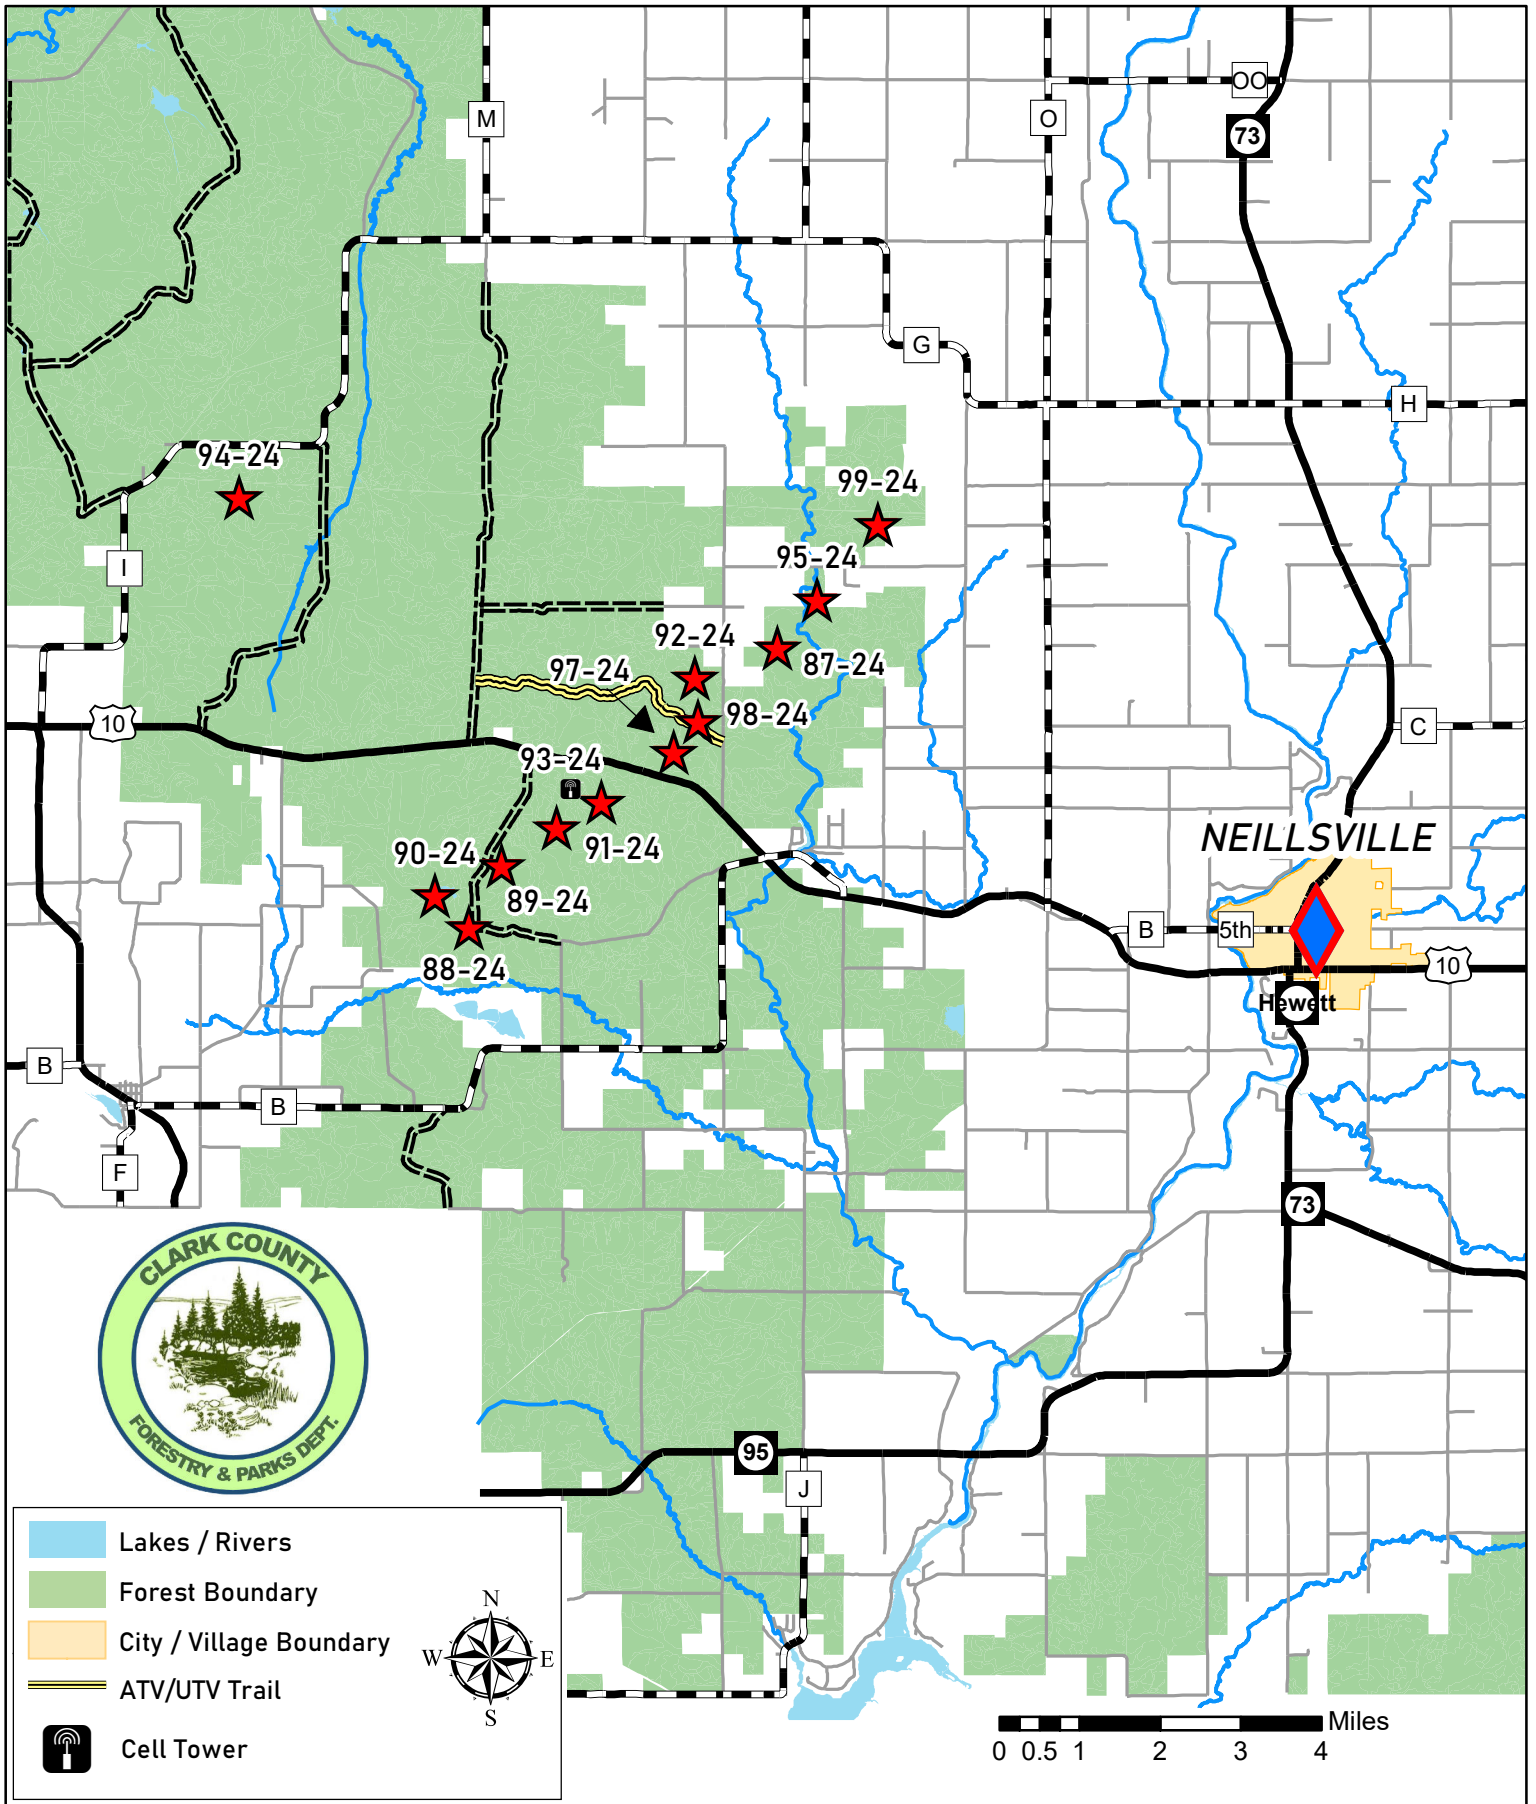 OO
M
O
73
G
H
94-24
99-24
95-24
I
92-24
87-24
97-24
98-24
10
C
93-24
NEILLSVILLE
91-24
90-24
89-24
B
5th
88-24
10
Hewett
B
B
F
73
CLARK COUNTY
FORESTRY & PARKS DEPT.
95
J
Lakes / Rivers
Forest Boundary
City / Village Boundary
ATV/UTV Trail
Cell Tower
N
W
E
S
Miles
0 0.5 1 2 3 4